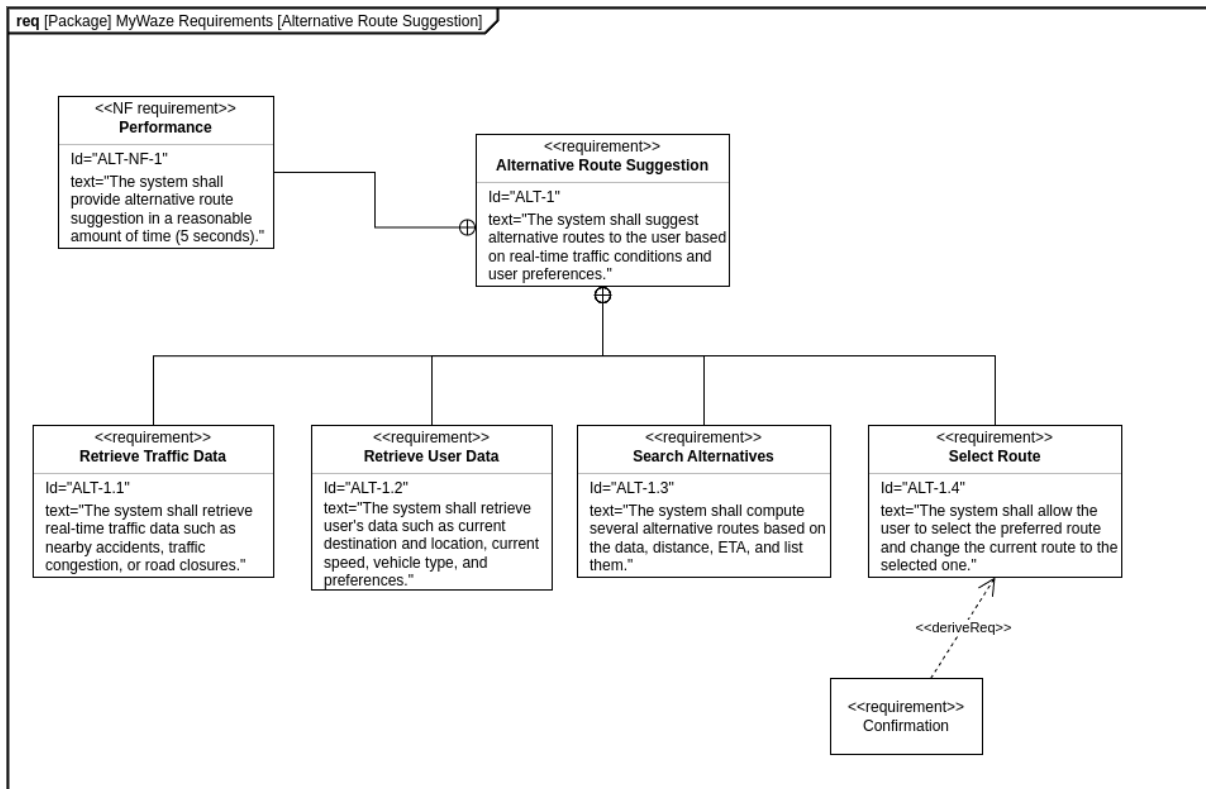 req [Package] MyWaze Requirements [Alternative Route Suggestion]
<<NF requirement>>
Performance
Id="ALT-NF-1"
text="The system shall
provide alternative route
suggestion in a reasonable
amount of time (5 seconds)."
<<requirement>>
Alternative Route Suggestion
Id="ALT-1"
text="The system shall suggest
alternative routes to the user based
on real-time traffic conditions and
user preferences."
<<requirement>>
Retrieve Traffic Data
Id="ALT-1.1"
text="The system shall retrieve
real-time traffic data such as
nearby accidents, traffic
congestion, or road closures."
<<requirement>>
Retrieve User Data
Id="ALT-1.2"
text="The system shall retrieve
user's data such as current
destination and location, current
speed, vehicle type, and
preferences."
<<requirement>>
Search Alternatives
Id="ALT-1.3"
text="The system shall compute
several alternative routes based on
the data, distance, ETA, and list
them."
<<requirement>>
Select Route
Id="ALT-1.4"
text="The system shall allow the
user to select the preferred route
and change the current route to the
selected one."
<<deriveReq>>
<<requirement>>
Confirmation